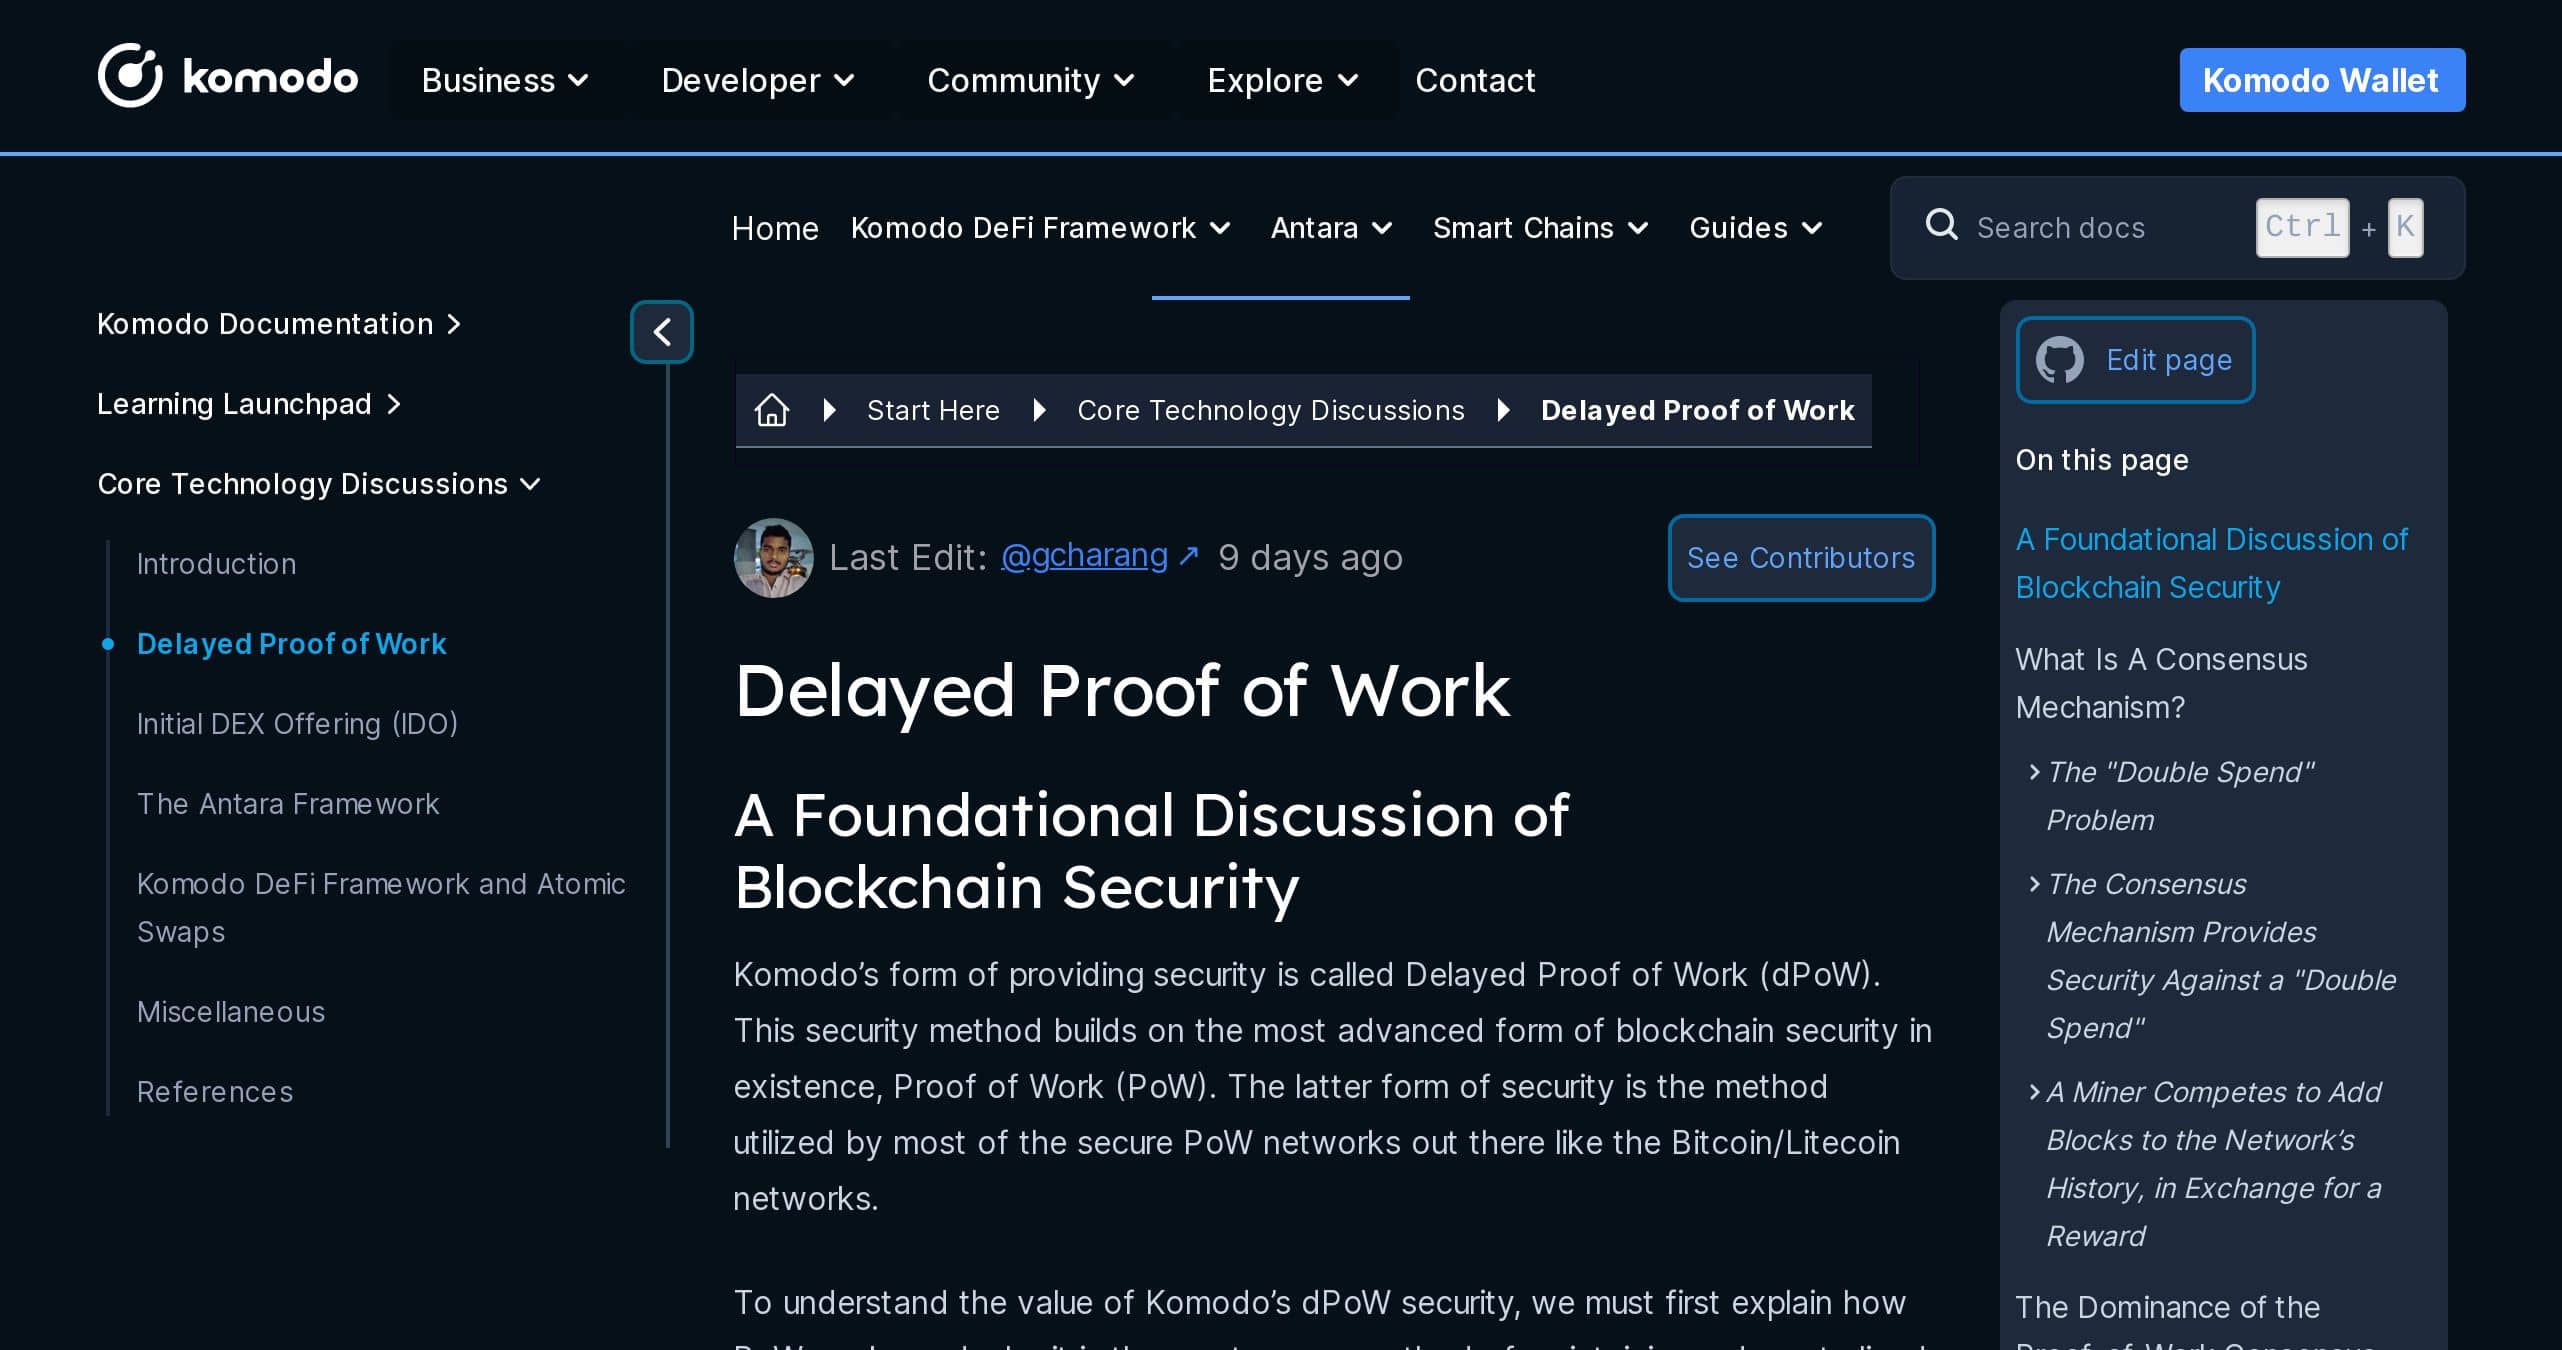 komodo
Business
Developer
Community
Explore
Contact
Komodo Wallet
Home
Komodo DeFi Framework
Antara
Smart Chains
Guides
Search docs
Ctrl + K
Komodo Documentation
Learning Launchpad
Core Technology Discussions
Introduction
Delayed Proof of Work
Initial DEX Offering (IDO)
The Antara Framework
Komodo DeFi Framework and Atomic
Swaps
Miscellaneous
References
Start Here
Core Technology Discussions
Delayed Proof of Work
Last Edit: @gcharang ↗ 9 days ago
See Contributors
Delayed Proof of Work
A Foundational Discussion of
Blockchain Security
Komodo’s form of providing security is called Delayed Proof of Work (dPoW).
This security method builds on the most advanced form of blockchain security in
existence, Proof of Work (PoW). The latter form of security is the method
utilized by most of the secure PoW networks out there like the Bitcoin/Litecoin
networks.
To understand the value of Komodo’s dPoW security, we must first explain how
Edit page
On this page
A Foundational Discussion of
Blockchain Security
What Is A Consensus
Mechanism?
The "Double Spend"
Problem
The Consensus
Mechanism Provides
Security Against a "Double
Spend"
A Miner Competes to Add
Blocks to the Network’s
History, in Exchange for a
Reward
The Dominance of the
Proof-of-Work Consensus